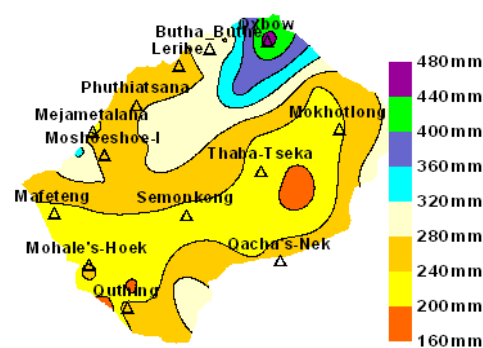 Oxbow
Butha_Buthe
Leribe
Phuthiatsana
Mejametalana
Moshoeshoe-I
Mokhotlong
Thaba-Tseka
Mafeteng
Semonkong
Mohale's-Hoek
Qacha's-Nek
Quthing
480mm
440mm
400mm
360mm
320mm
280mm
240mm
200mm
160mm